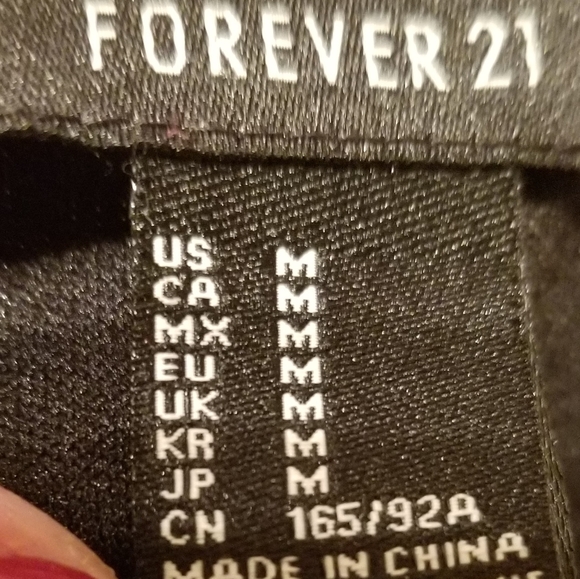 FOREVER 21
US M
CA M
MX M
EU M
UK M
KR M
JP M
CN 165/92A
MADE IN CHINA